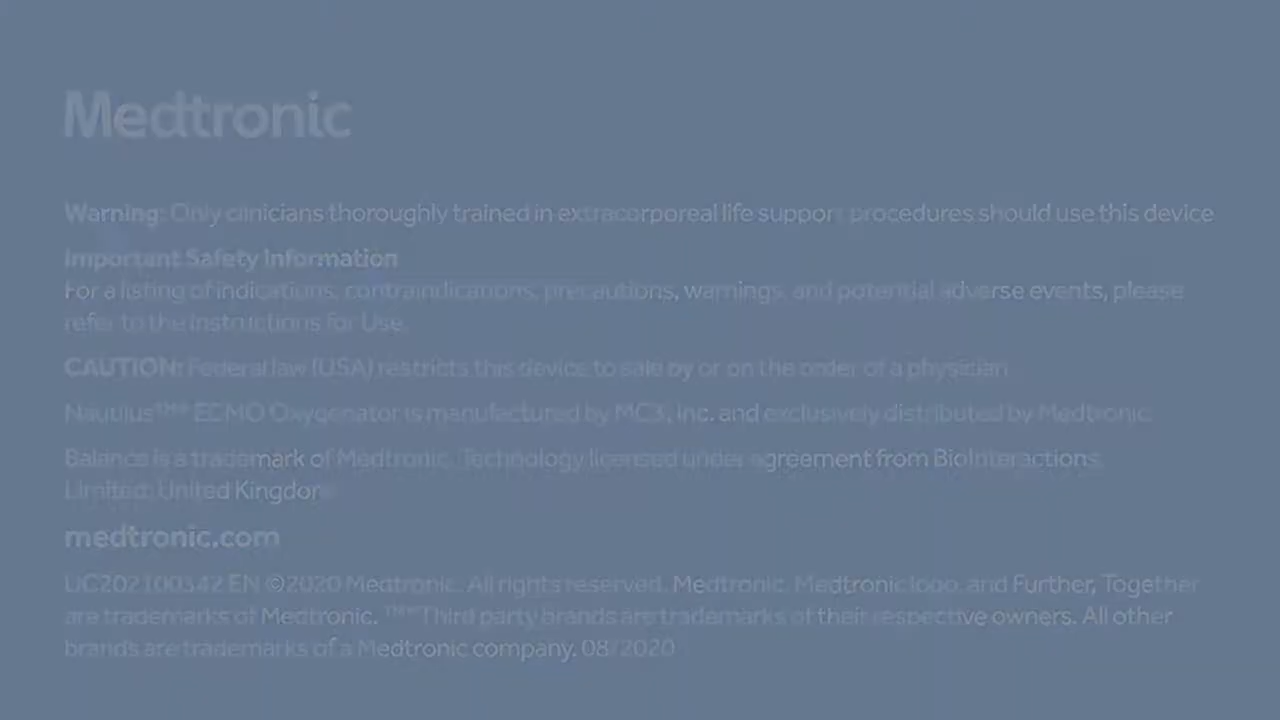 Medtronic
Warning: Only clinicians thoroughly trained in extracorporeal life support procedures should use this device
Important Safety Information
For a listing of indications, contraindications, precautions, warnings, and potential adverse events, please
refer to the Instructions for Use.
CAUTION: Federal law (USA) restricts this device to sale by or on the order of a physician
Nautilus™* ECMO Oxygenator is manufactured by MC3, Inc. and exclusively distributed by Medtronic.
Balance is a trademark of Medtronic. Technology licensed under agreement from BioInteractions,
Limited, United Kingdom
medtronic.com
UC202100342 EN ©2020 Medtronic. All rights reserved. Medtronic, Medtronic logo, and Further, Together
are trademarks of Medtronic. ™*Third party brands are trademarks of their respective owners. All other
brands are trademarks of a Medtronic company. 08/2020